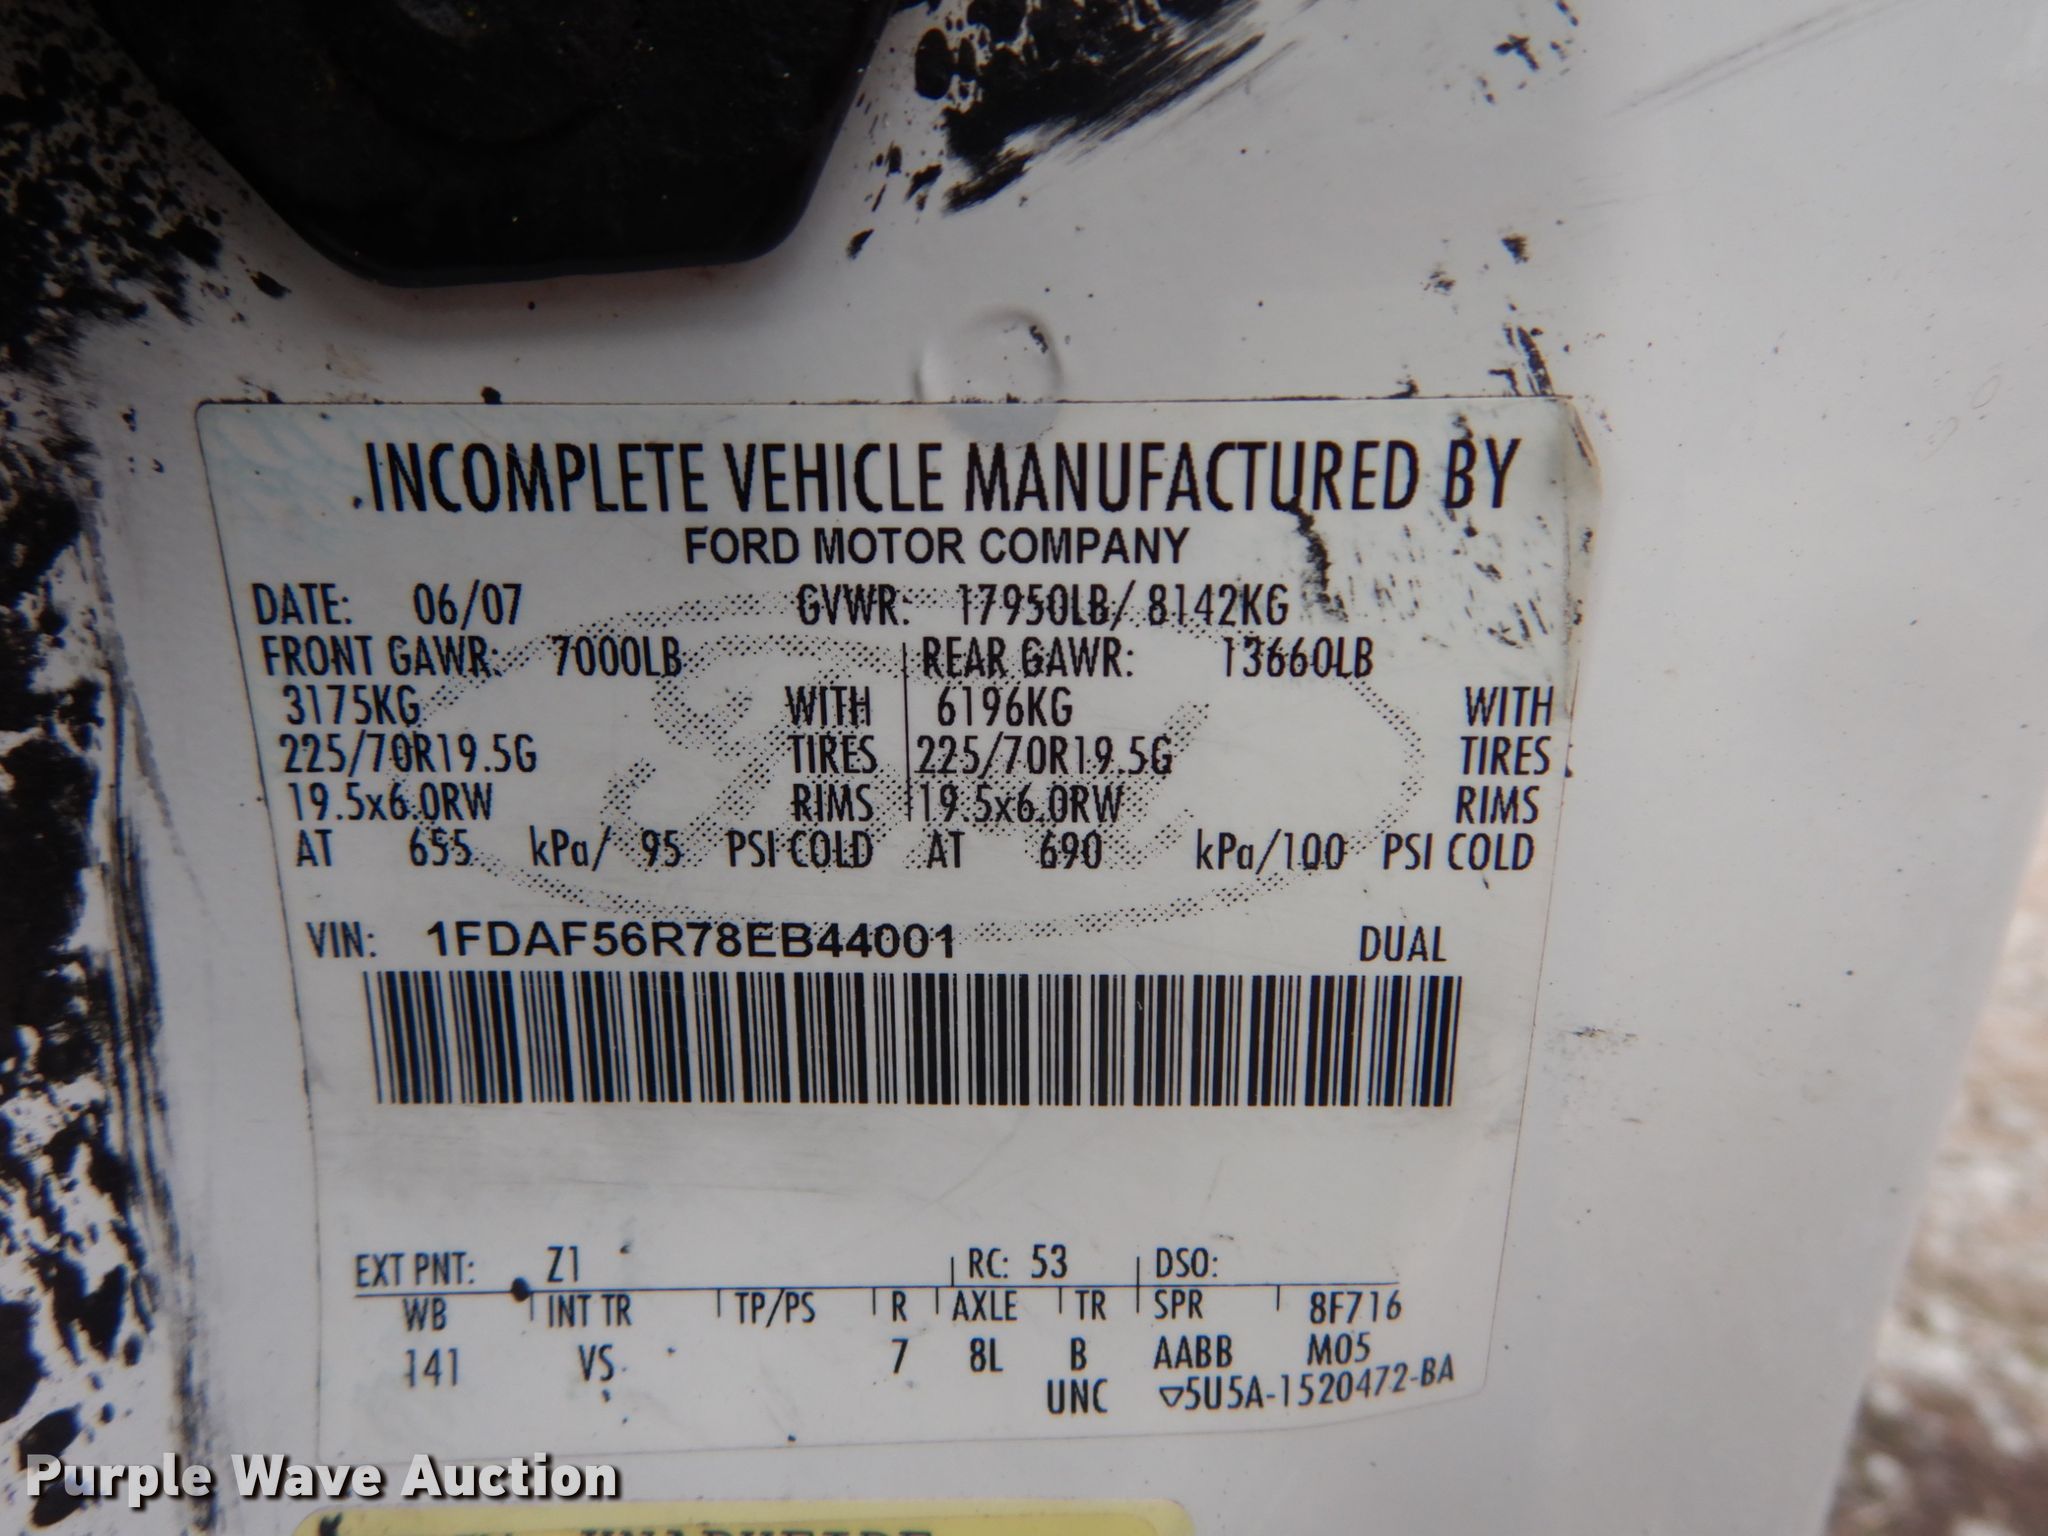 INCOMPLETE VEHICLE MANUFACTURED BY
FORD MOTOR COMPANY
DATE: 06/07 GVWR: 17950LB/ 8142KG
FRONT GAWR: 7000LB REAR GAWR: 13660LB
3175KG WITH 6196KG WITH
225/70R19.5G TIRES 225/70R19.5G TIRES
19.5x6.0RW RIMS 19.5x6.0RW RIMS
AT 655 kPa/ 95 PSI COLD AT 690 kPa/100 PSI COLD
VIN: 1FDAF56R78EB44001 DUAL
EXT PNT: Z1 RC: 53 DSO:
WB INT TR TP/PS R AXLE TR SPR 8F716
141 VS 7 8L B AABB M05
UNC ▽5U5A-1520472-BA
Purple Wave Auction